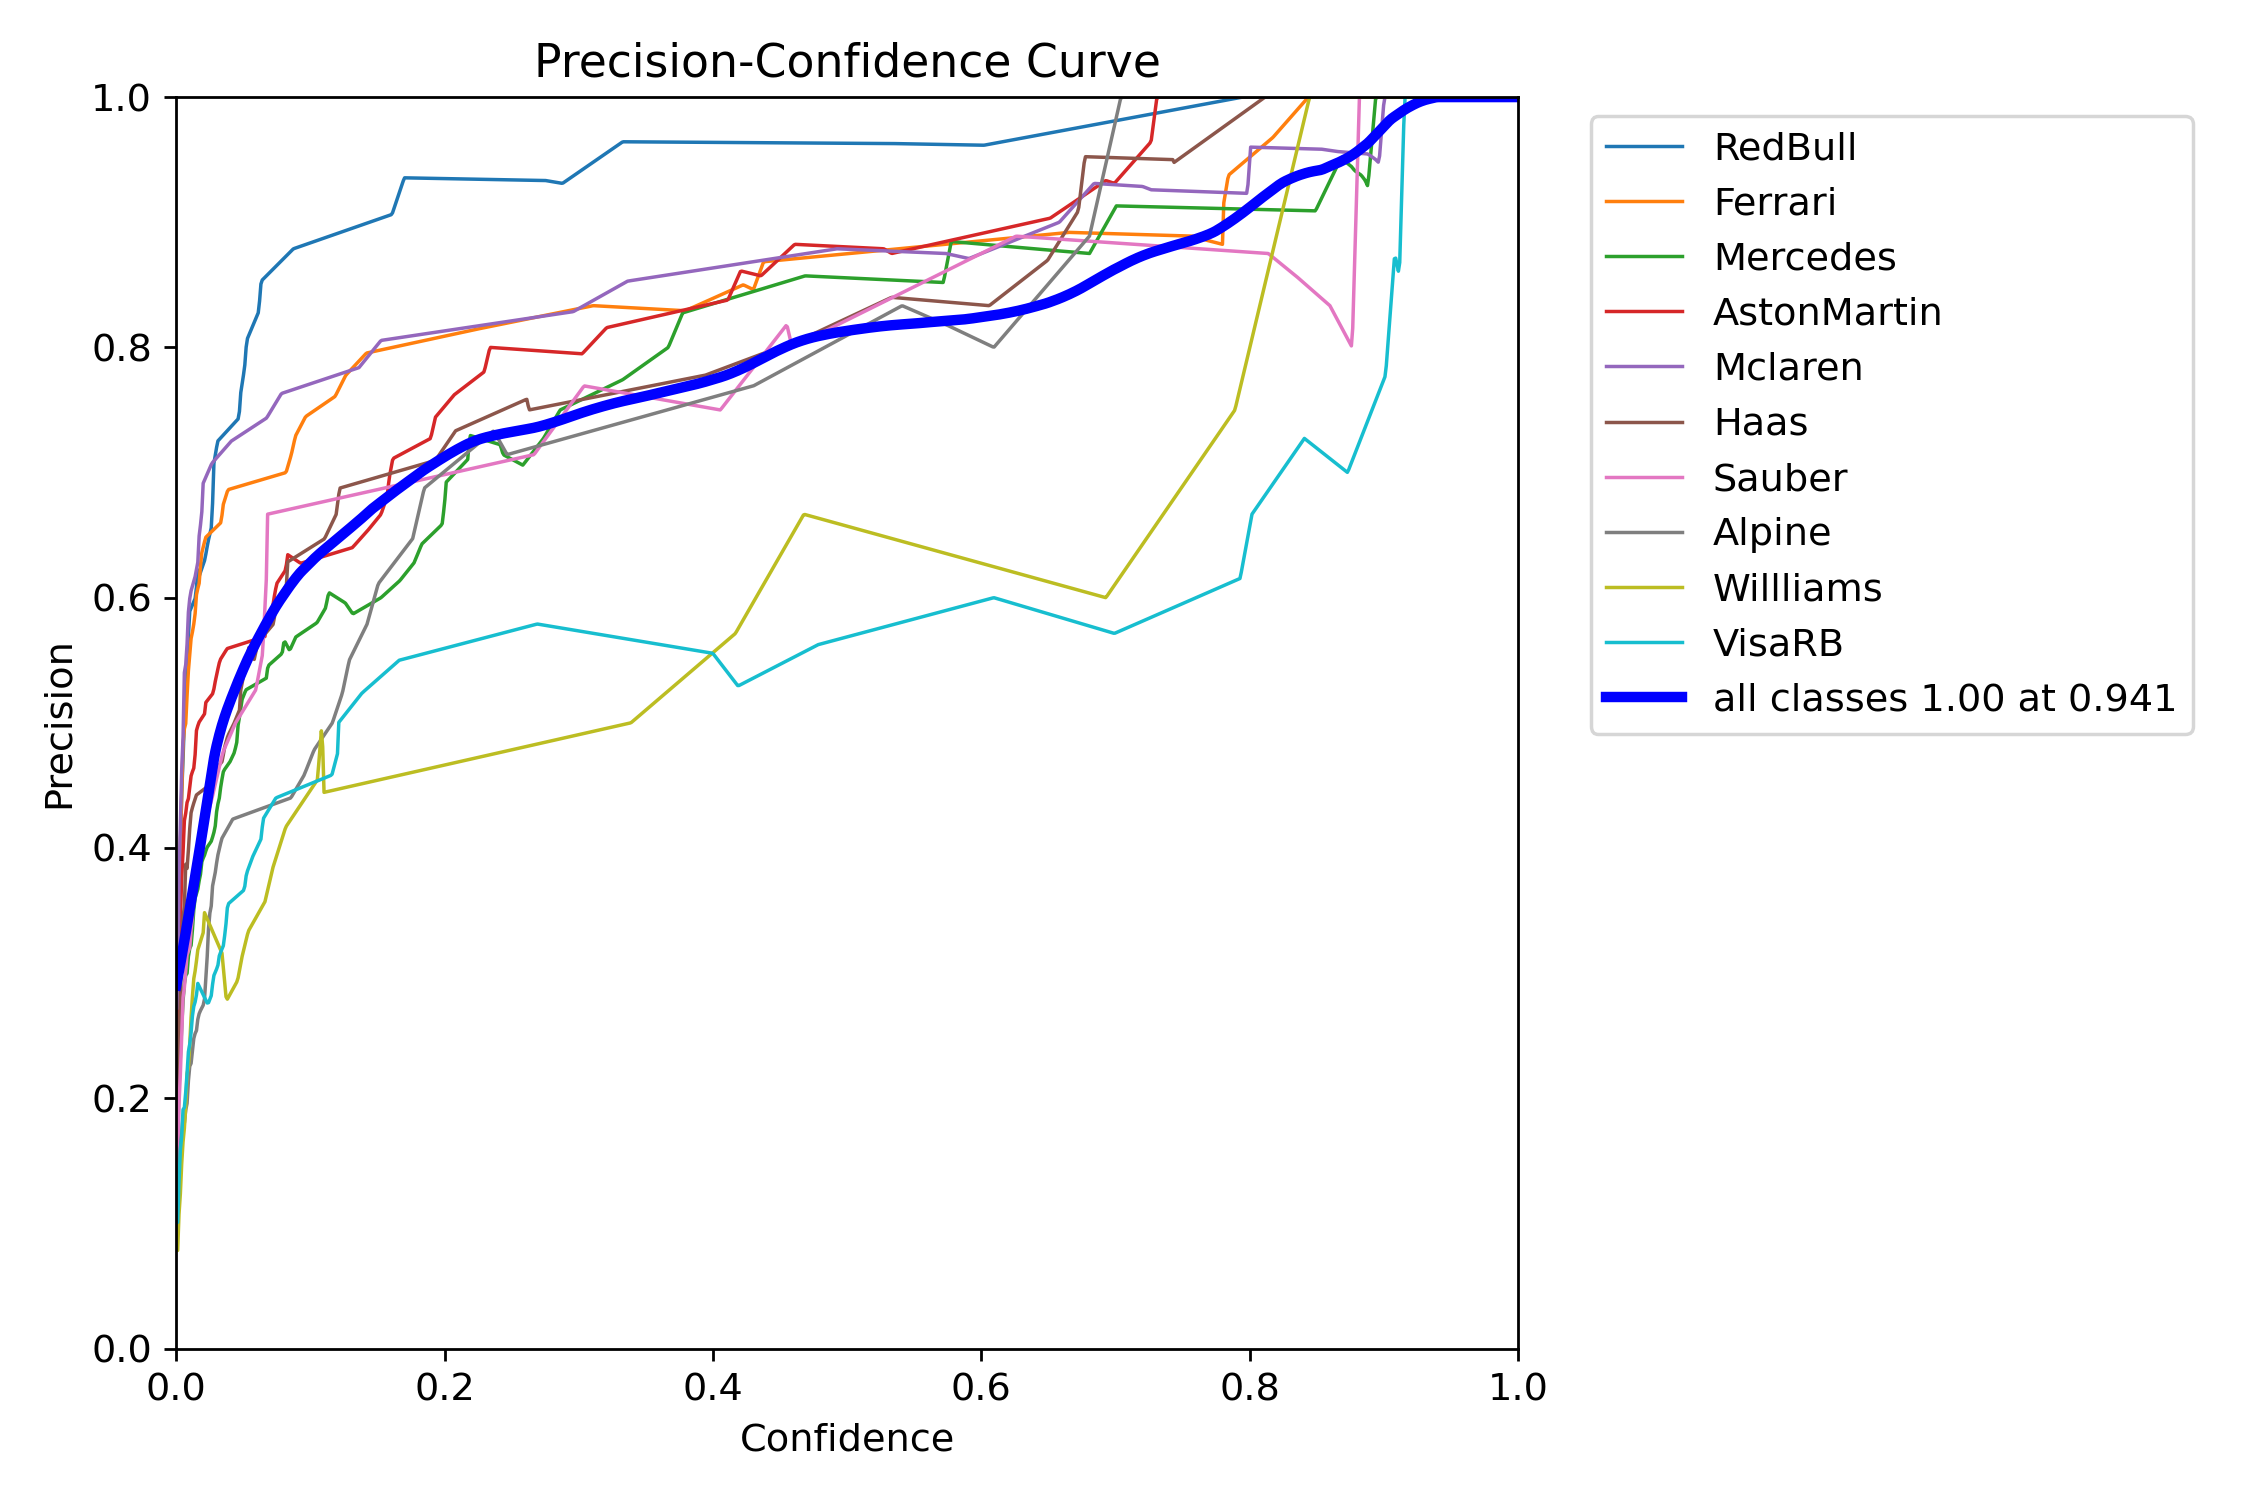 Precision-Confidence Curve
1.0
0.8
0.6
0.4
0.2
0.0
Precision
0.0 0.2 0.4 0.6 0.8 1.0
Confidence
RedBull
Ferrari
Mercedes
AstonMartin
Mclaren
Haas
Sauber
Alpine
Willliams
VisaRB
all classes 1.00 at 0.941